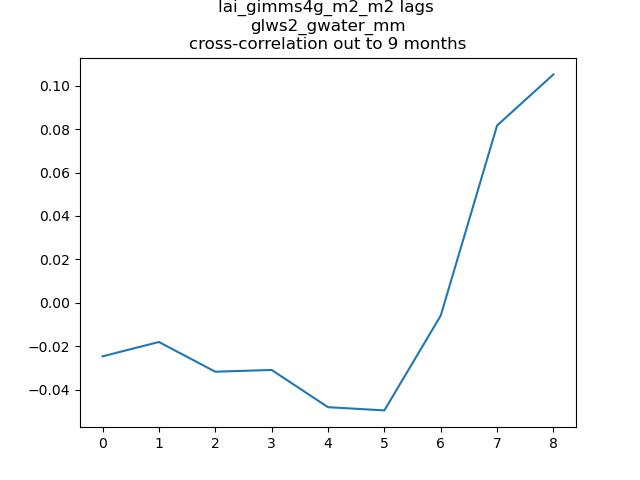 lai_gimms4g_m2_m2 lags
glws2_gwater_mm
cross-correlation out to 9 months
0.10
0.08
0.06
0.04
0.02
0.00
−0.02
−0.04
0 1 2 3 4 5 6 7 8